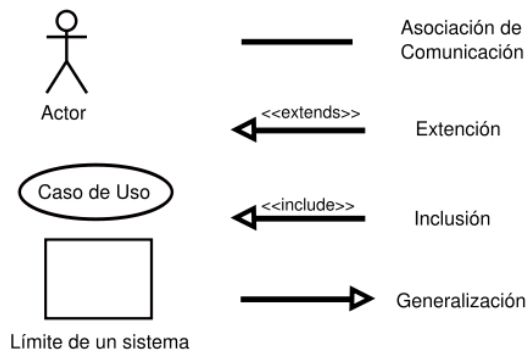 Actor
Caso de Uso
Límite de un sistema
Asociación de
Comunicación
<<extends>>
Extención
<<include>>
Inclusión
Generalización